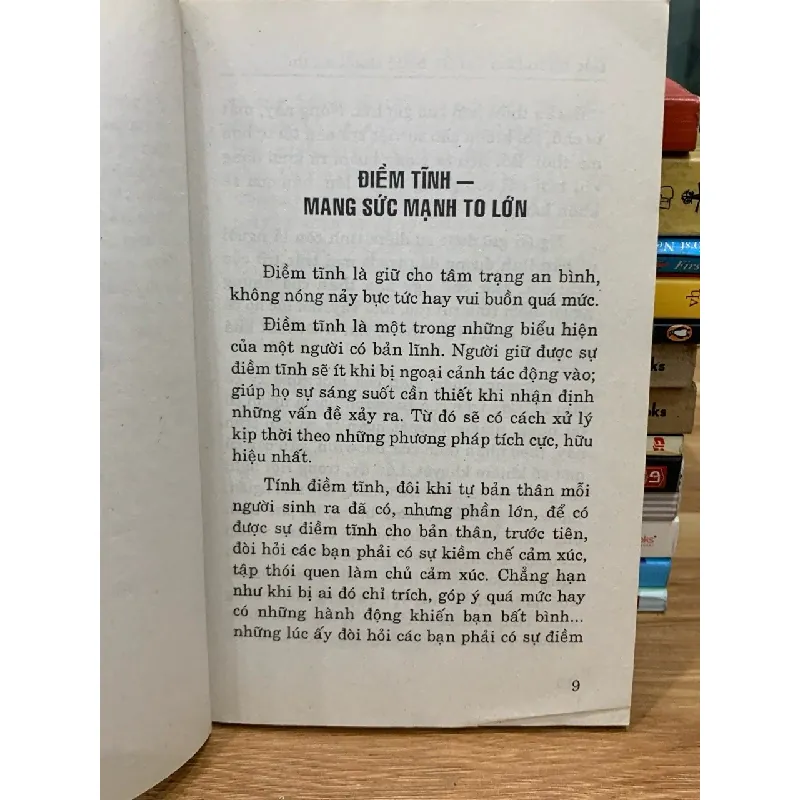 ĐIỀM TĨNH —
MANG SỨC MẠNH TO LỚN
Điềm tĩnh là giữ cho tâm trạng an bình,
không nóng nảy bực tức hay vui buồn quá mức.
Điềm tĩnh là một trong những biểu hiện
của một người có bản lĩnh. Người giữ được sự
điềm tĩnh sẽ ít khi bị ngoại cảnh tác động vào;
giúp họ sự sáng suốt cần thiết khi nhận định
những vấn đề xảy ra. Từ đó sẽ có cách xử lý
kịp thời theo những phương pháp tích cực, hữu
hiệu nhất.
Tính điềm tĩnh, đôi khi tự bản thân mỗi
người sinh ra đã có, nhưng phần lớn, để có
được sự điềm tĩnh cho bản thân, trước tiên,
đòi hỏi các bạn phải có sự kiềm chế cảm xúc,
tập thói quen làm chủ cảm xúc. Chẳng hạn
như khi bị ai đó chỉ trích, góp ý quá mức hay
có những hành động khiến bạn bất bình...
những lúc ấy đòi hỏi các bạn phải có sự điềm
9